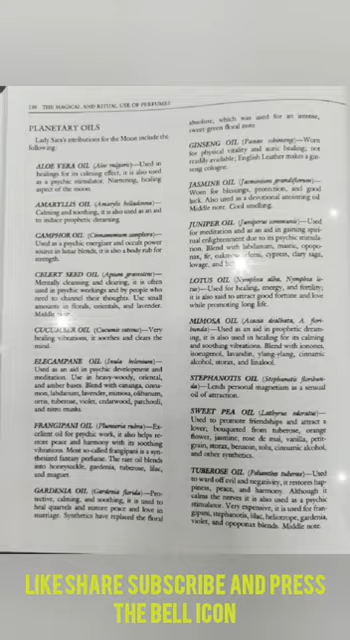 THE MAGICAL AND RITUAL USE OF PERFUMES
PLANETARY OILS
Lady Sara's attributions for the Moon include the
following:
ALOE VERA OIL (Aloe vulgaris)—Used in
healings for its calming effect, it is also used
as a psychic stimulator. Nurturing, healing
aspect of the moon.
AMARYLLIS OIL (Amaryllis belladonna)—
Calming and soothing, it is also used as an aid
to induce prophetic dreaming.
CAMPHOR OIL (Cinnamomum camphora)—
Used as a psychic energizer and occult power
source in lunar blends, it is also a body rub for
strength.
CELERY SEED OIL (Apium graveolens)—
Mentally cleansing and clearing, it is often
used in psychic workings and by people who
need to channel their thoughts. Use small
amounts in florals, orientals, and lavender.
Middle note.
CUCUMBER OIL (Cucumis sativus)—Very
healing vibrations, it soothes and clears the
mind.
ELECAMPANE OIL (Inula helenium)—
Used as an aid in psychic development and
meditation. Use in heavy-woody, oriental,
and amber bases. Blend with cananga, cinna-
mon, labdanum, lavender, mimosa, olibanum,
orris, tuberose, violet, cedarwood, patchouli,
and nitro musks.
FRANGIPANI OIL (Plumeria rubra)—Ex-
cellent oil for psychic work, it also helps re-
store peace and harmony with its soothing
vibrations. Most so-called frangipani is a syn-
thesized fantasy perfume. The rare oil blends
into honeysuckle, gardenia, tuberose, lilac,
and muguet.
GARDENIA OIL (Gardenia florida)—Pro-
tective, calming, and soothing, it is used to
heal quarrels and nurture peace and love in
marriage. Synthetics have replaced the floral
absolute, which was used for an intense,
sweet-green floral note.
GINSENG OIL (Panax schinseng)—Worn
for physical vitality and auric healing; not
readily available; English Leather makes a gin-
seng cologne.
JASMINE OIL (Jasminum grandiflorum)—
Worn for blessings, protection, and good
luck. Also used as a devotional anointing oil
Middle note. Cool smelling.
JUNIPER OIL (Juniperus communis)—Used
for meditation and as an aid in gaining spiri-
tual enlightenment due to its psychic stimula-
tion. Blend with labdanum, mastic, opopo-
nax, fir, cypress, clary sage,
lovage, and
LOTUS OIL (Nymphea alba, Nymphea lo-
tus)—Used for healing, energy, and fertility;
it is also said to attract good fortune and love
while promoting long life.
MIMOSA OIL (Acacia dealbata, A. flori-
bunda)—Used as an aid in prophetic dream-
ing, it is also used in healing for its calming
and soothing vibrations. Blend with ionones,
isoeugenol, lavandin, ylang-ylang, cinnamic
alcohol, storax, and linalool.
STEPHANOTIS OIL (Stephanotis floribun-
da)—Lends personal magnetism as a sensual
oil of attraction.
SWEET PEA OIL (Lathyrus odoratus)—
Used to promote friendships and attract a
lover; bouqueted from tuberose, orange
flower, jasmine, rose de mai, vanilla, petit-
grain, storax, benzoin, tolu, cinnamic alcohol,
and other synthetics.
TUBEROSE OIL (Polianthes tuberosa)—Used
to ward off evil and negativity, it restores hap-
piness, peace, and harmony. Although it
calms the nerves it is also used as a psychic
stimulator. Very expensive, it is used for fran-
gipani, stephanotis, lilac, heliotrope, gardenia,
violet, and opoponax blends. Middle note
LIKE SHARE SUBSCRIBE AND PRESS
THE BELL ICON